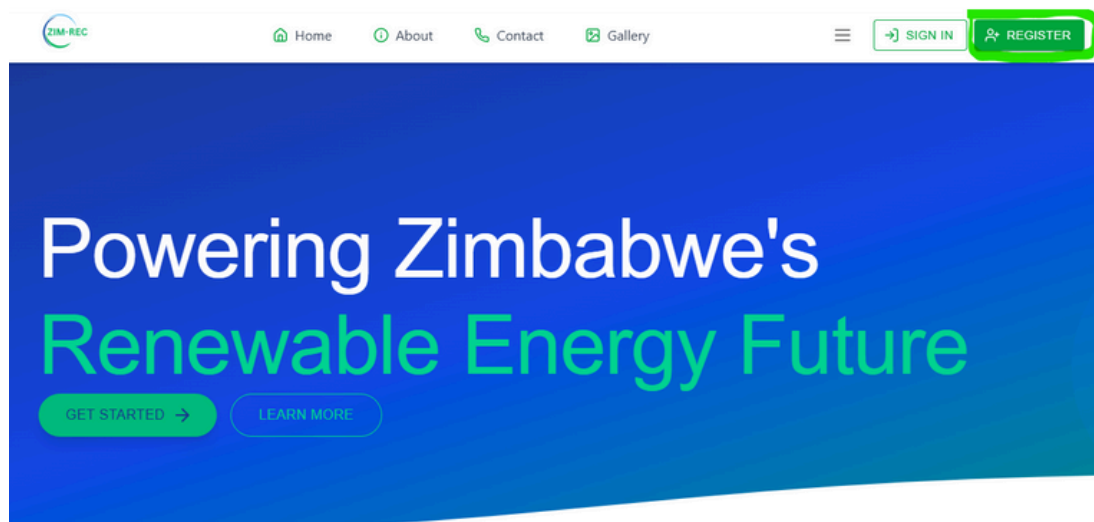 ZIM-REC
Home About Contact Gallery SIGN IN REGISTER
Powering Zimbabwe's
Renewable Energy Future
GET STARTED → LEARN MORE